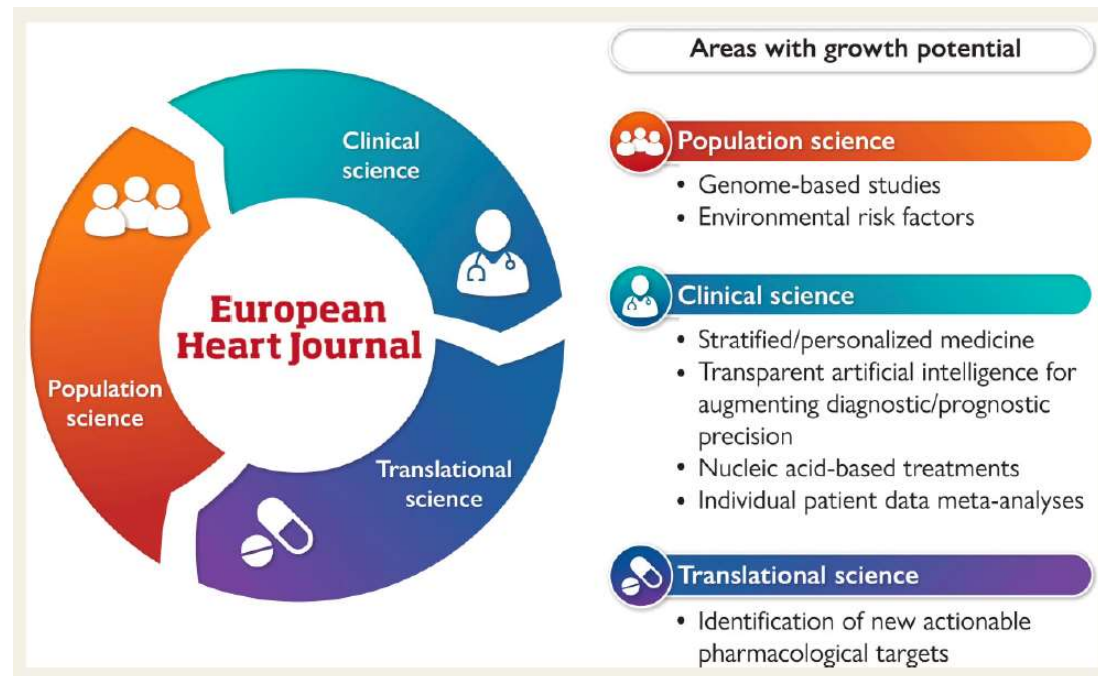 Clinical
science
European
Heart Journal
Population
science
Translational
science
Areas with growth potential
Population science
• Genome-based studies
• Environmental risk factors
Clinical science
• Stratified/personalized medicine
• Transparent artificial intelligence for
augmenting diagnostic/prognostic
precision
• Nucleic acid-based treatments
• Individual patient data meta-analyses
Translational science
• Identification of new actionable
pharmacological targets